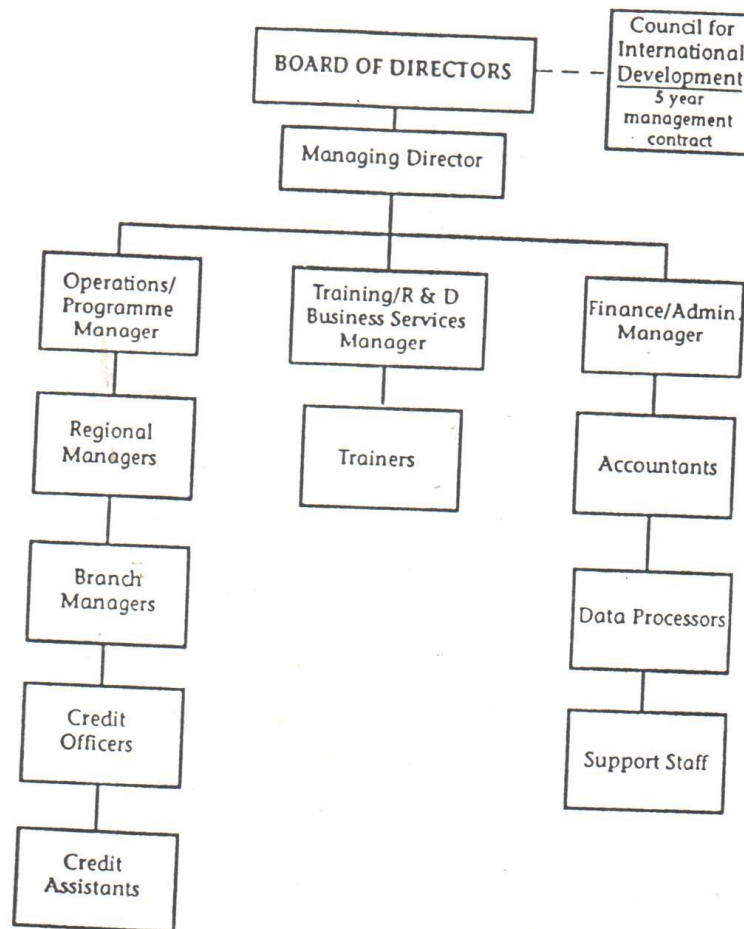 BOARD OF DIRECTORS
Council for
International
Development
5 year
management
contract
Managing Director
Operations/
Programme
Manager
Training/R & D
Business Services
Manager
Finance/Admin.
Manager
Regional
Managers
Trainers
Accountants
Branch
Managers
Data Processors
Credit
Officers
Support Staff
Credit
Assistants